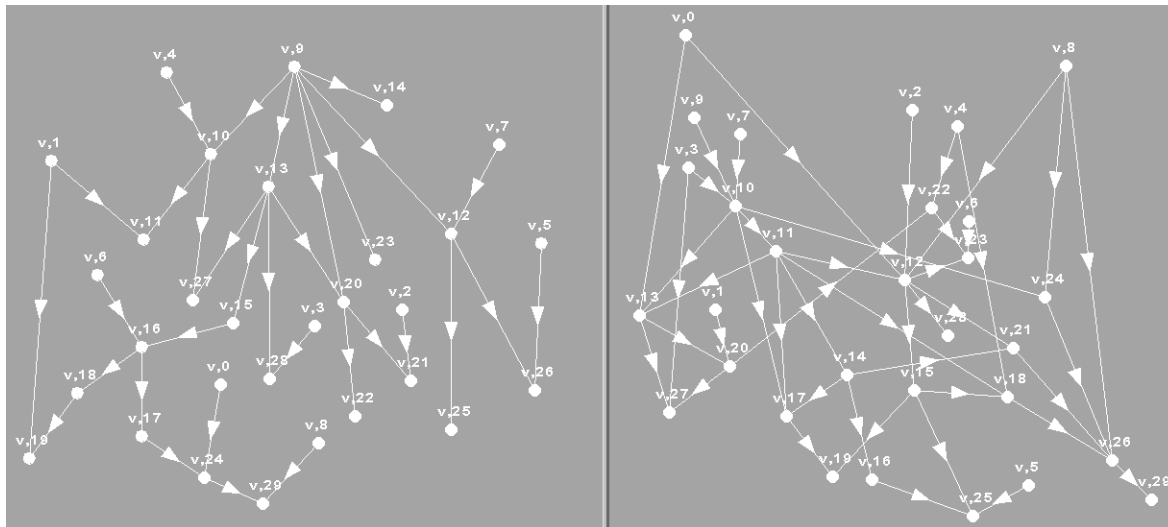 v,9
v,4
v,14
v,7
v,10
v,1
v,13
v,11
v,12
v,5
v,23
v,6
v,27
v,20
v,2
v,15
v,3
v,16
v,28
v,21
v,18
v,0
v,26
v,22
v,17
v,25
v,19
v,8
v,24
v,29
v,0
v,8
v,2
v,9
v,4
v,7
v,3
v,22
v,10
v,6
v,11
v,23
v,12
v,24
v,13
v,1
v,28
v,21
v,20
v,14
v,15
v,18
v,27
v,17
v,26
v,19
v,16
v,5
v,29
v,25